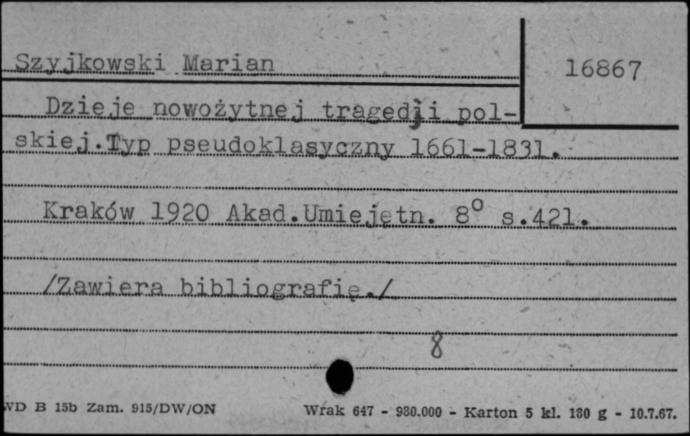 Szyjkowski Marian
16867
Dzieje nowożytnej tragedji pol-
skiej.Typ pseudoklasyczny 1661-1831.
Kraków 1920 Akad.Umiejętn. 8° s.421.
/Zawiera bibliografię./
8
WD B 15b Zam. 915/DW/ON
Wrak 647 - 980.000 - Karton 5 kl. 180 g - 10.7.67.